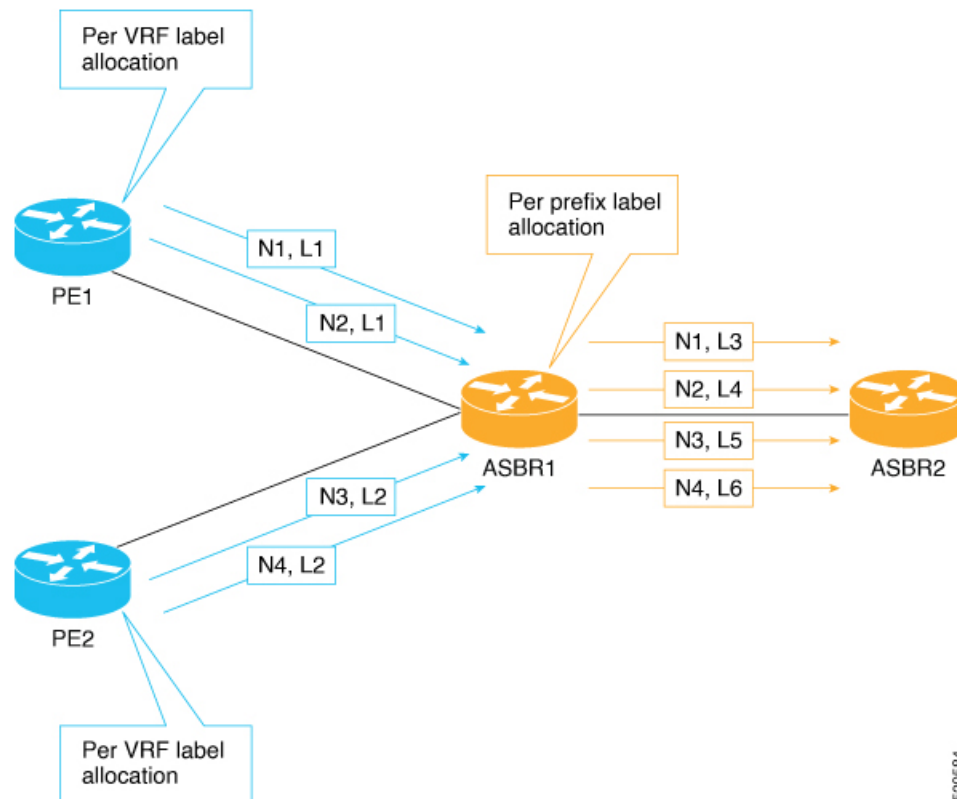 Per VRF label
allocation
PE1
N1, L1
N2, L1
Per prefix label
allocation
N1, L3
N2, L4
ASBR1
N3, L5
N4, L6
ASBR2
N3, L2
N4, L2
PE2
Per VRF label
allocation